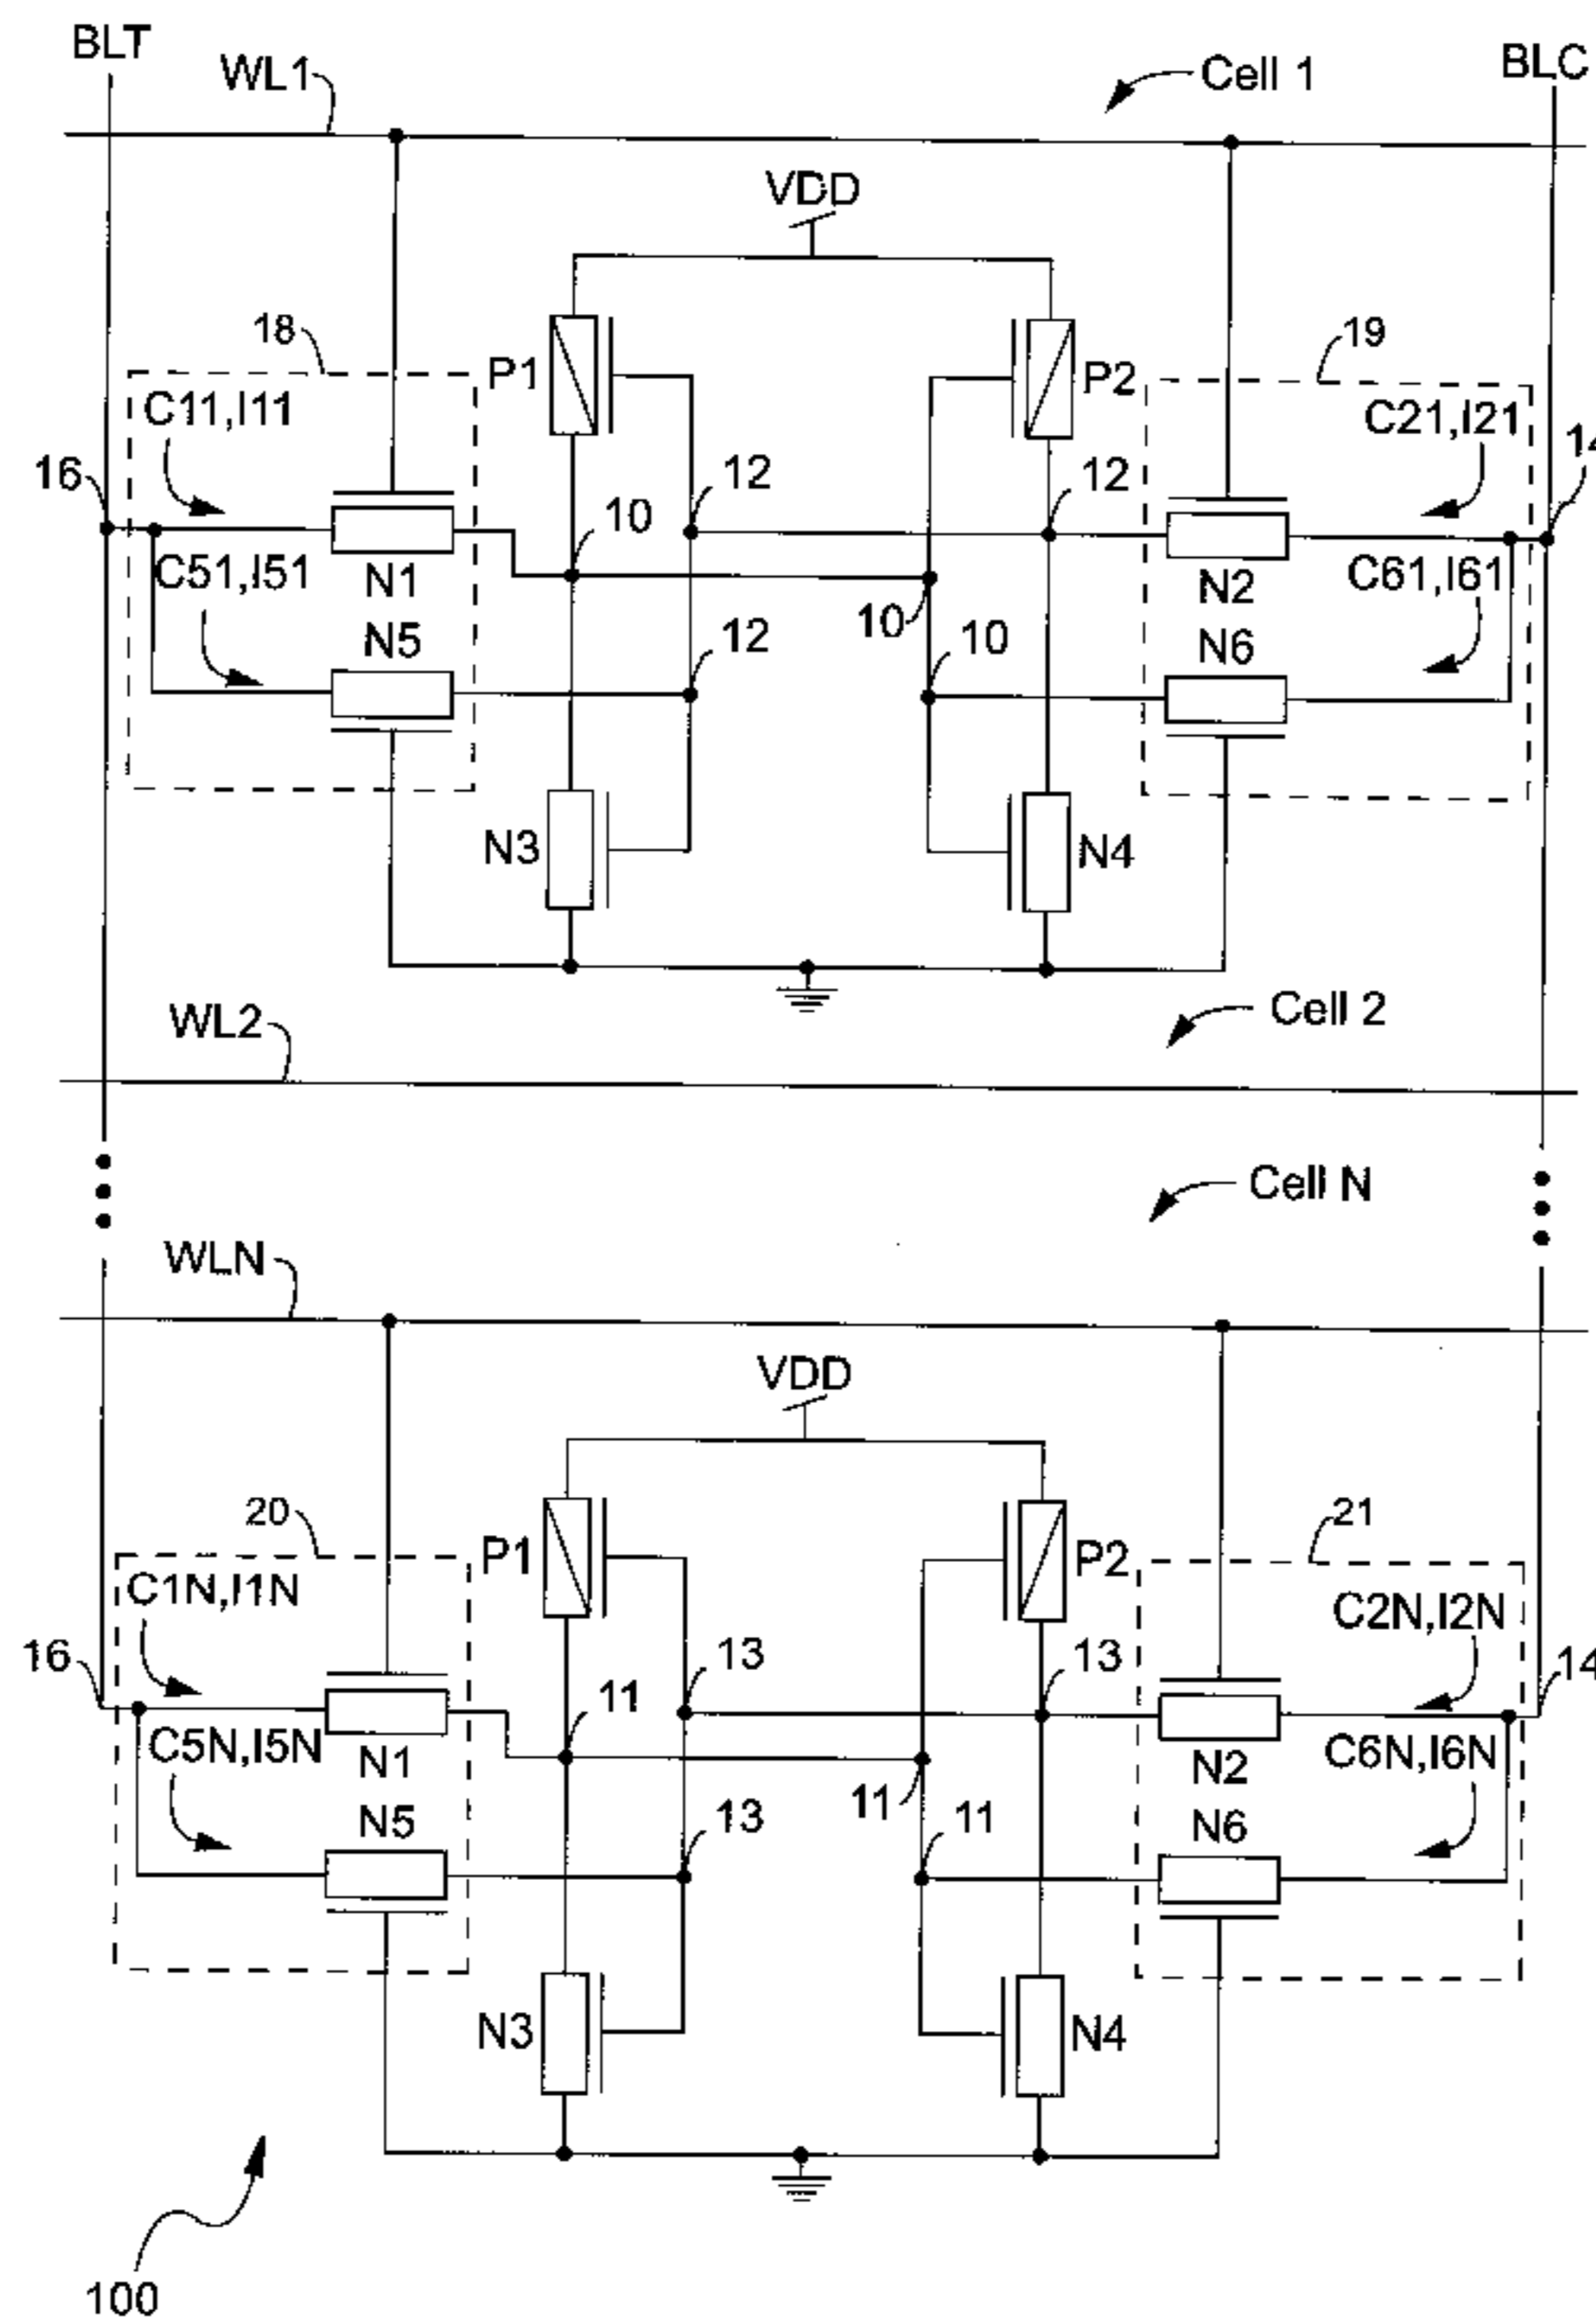 BLT
WL1
Cell 1
BLC
VDD
18
19
P1
P2
C11,I11
C21,I21
16
12
12
14
10
C51,I51
N1
N2
C61,I61
10
N5
12
10
N6
N3
N4
WL2
Cell 2
Cell N
WLN
VDD
20
21
P1
P2
C1N,I1N
C2N,I2N
16
13
13
14
11
C5N,I5N
N1
N2
C6N,I6N
11
N5
13
11
N6
N3
N4
100